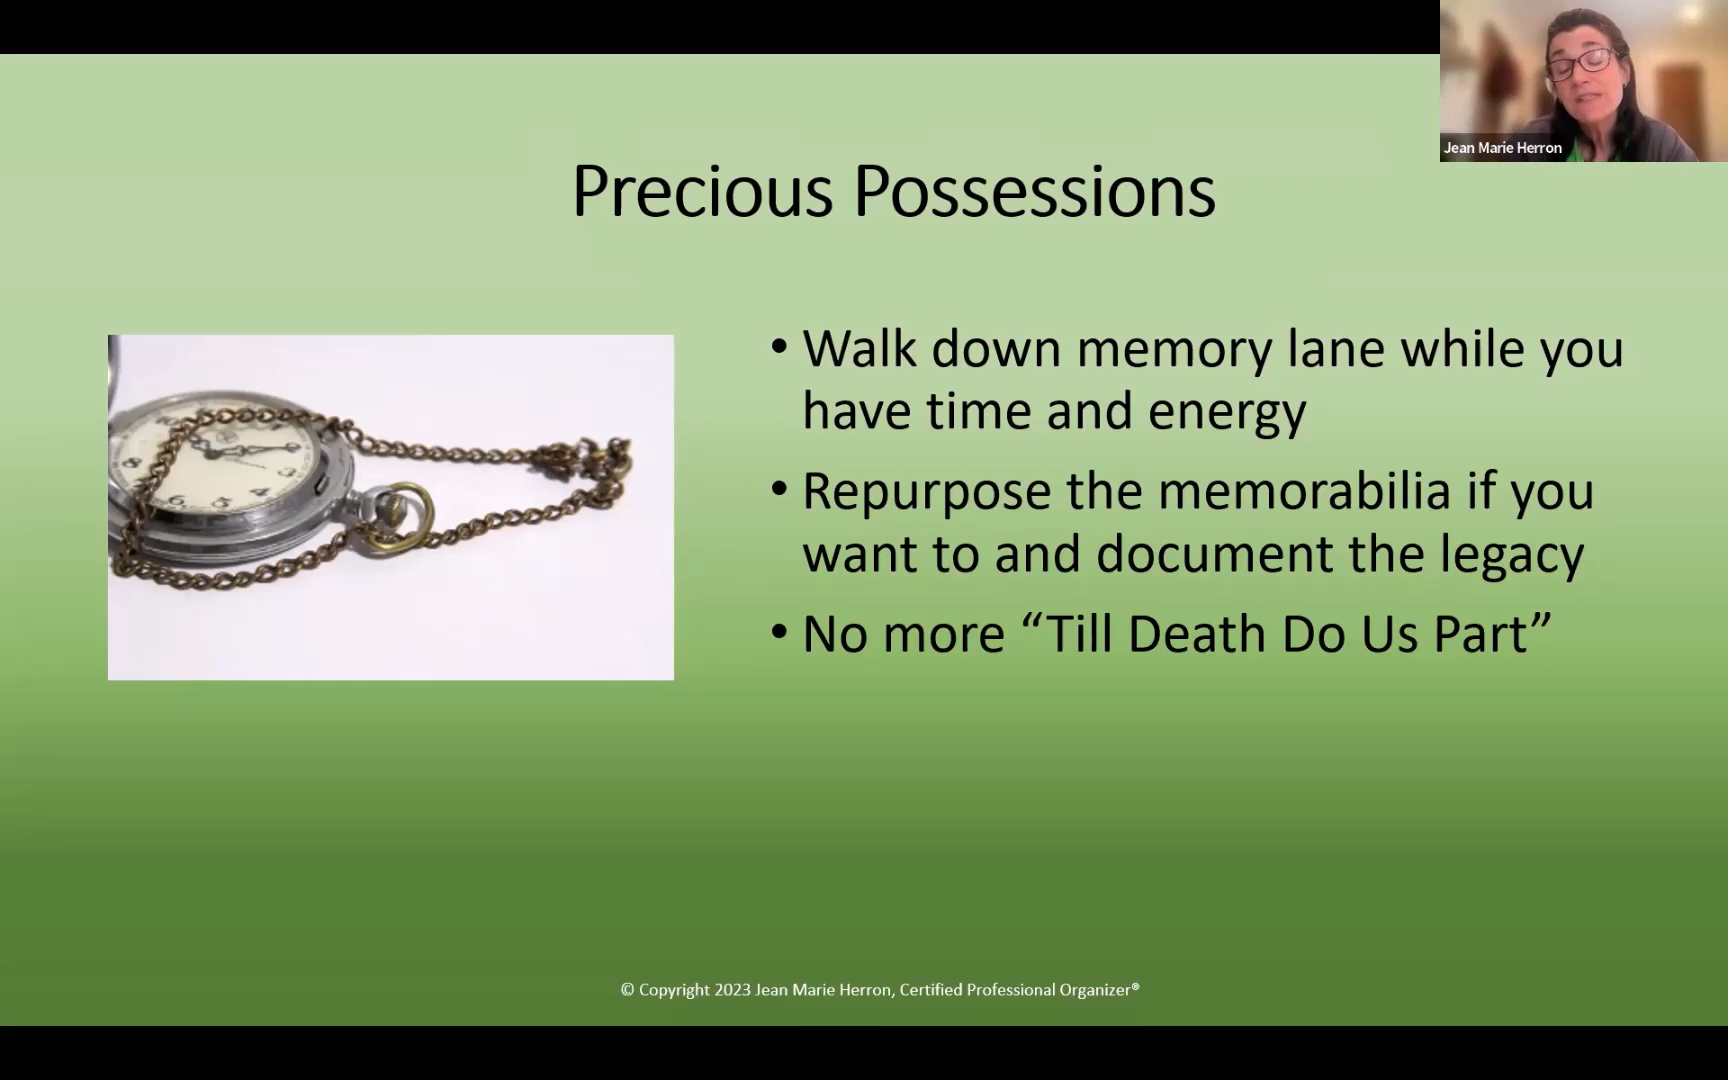 Jean Marie Herron
Precious Possessions
• Walk down memory lane while you
have time and energy
• Repurpose the memorabilia if you
want to and document the legacy
• No more “Till Death Do Us Part”
© Copyright 2023 Jean Marie Herron, Certified Professional Organizer®